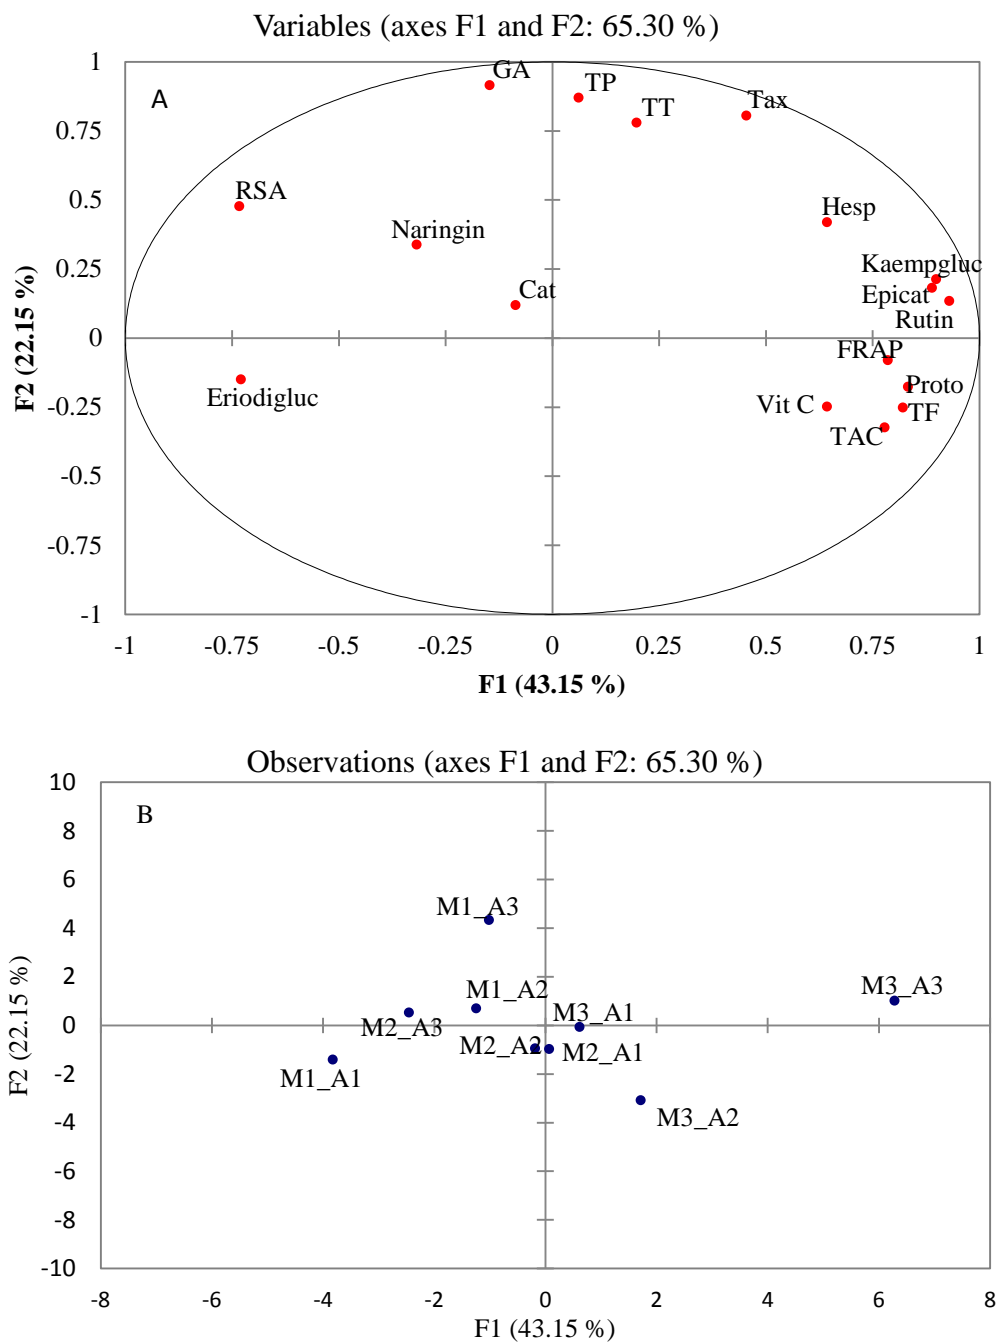 Variables (axes F1 and F2: 65.30 %)
A
GA
TP
TT
Tax
RSA
Naringin
Hesp
Cat
Kaempgluc
Epicat
Rutin
FRAP
Eriodigluc
Vit C
Proto
TF
TAC
1
0.75
0.5
0.25
0
-0.25
-0.5
-0.75
-1
F2 (22.15 %)
-1 -0.75 -0.5 -0.25 0 0.25 0.5 0.75 1
F1 (43.15 %)
Observations (axes F1 and F2: 65.30 %)
B
M1_A3
M1_A2
M3_A3
M2_A3
M3_A1
M2_A2
M2_A1
M1_A1
M3_A2
10
8
6
4
2
0
-2
-4
-6
-8
-10
F2 (22.15 %)
-8 -6 -4 -2 0 2 4 6 8
F1 (43.15 %)